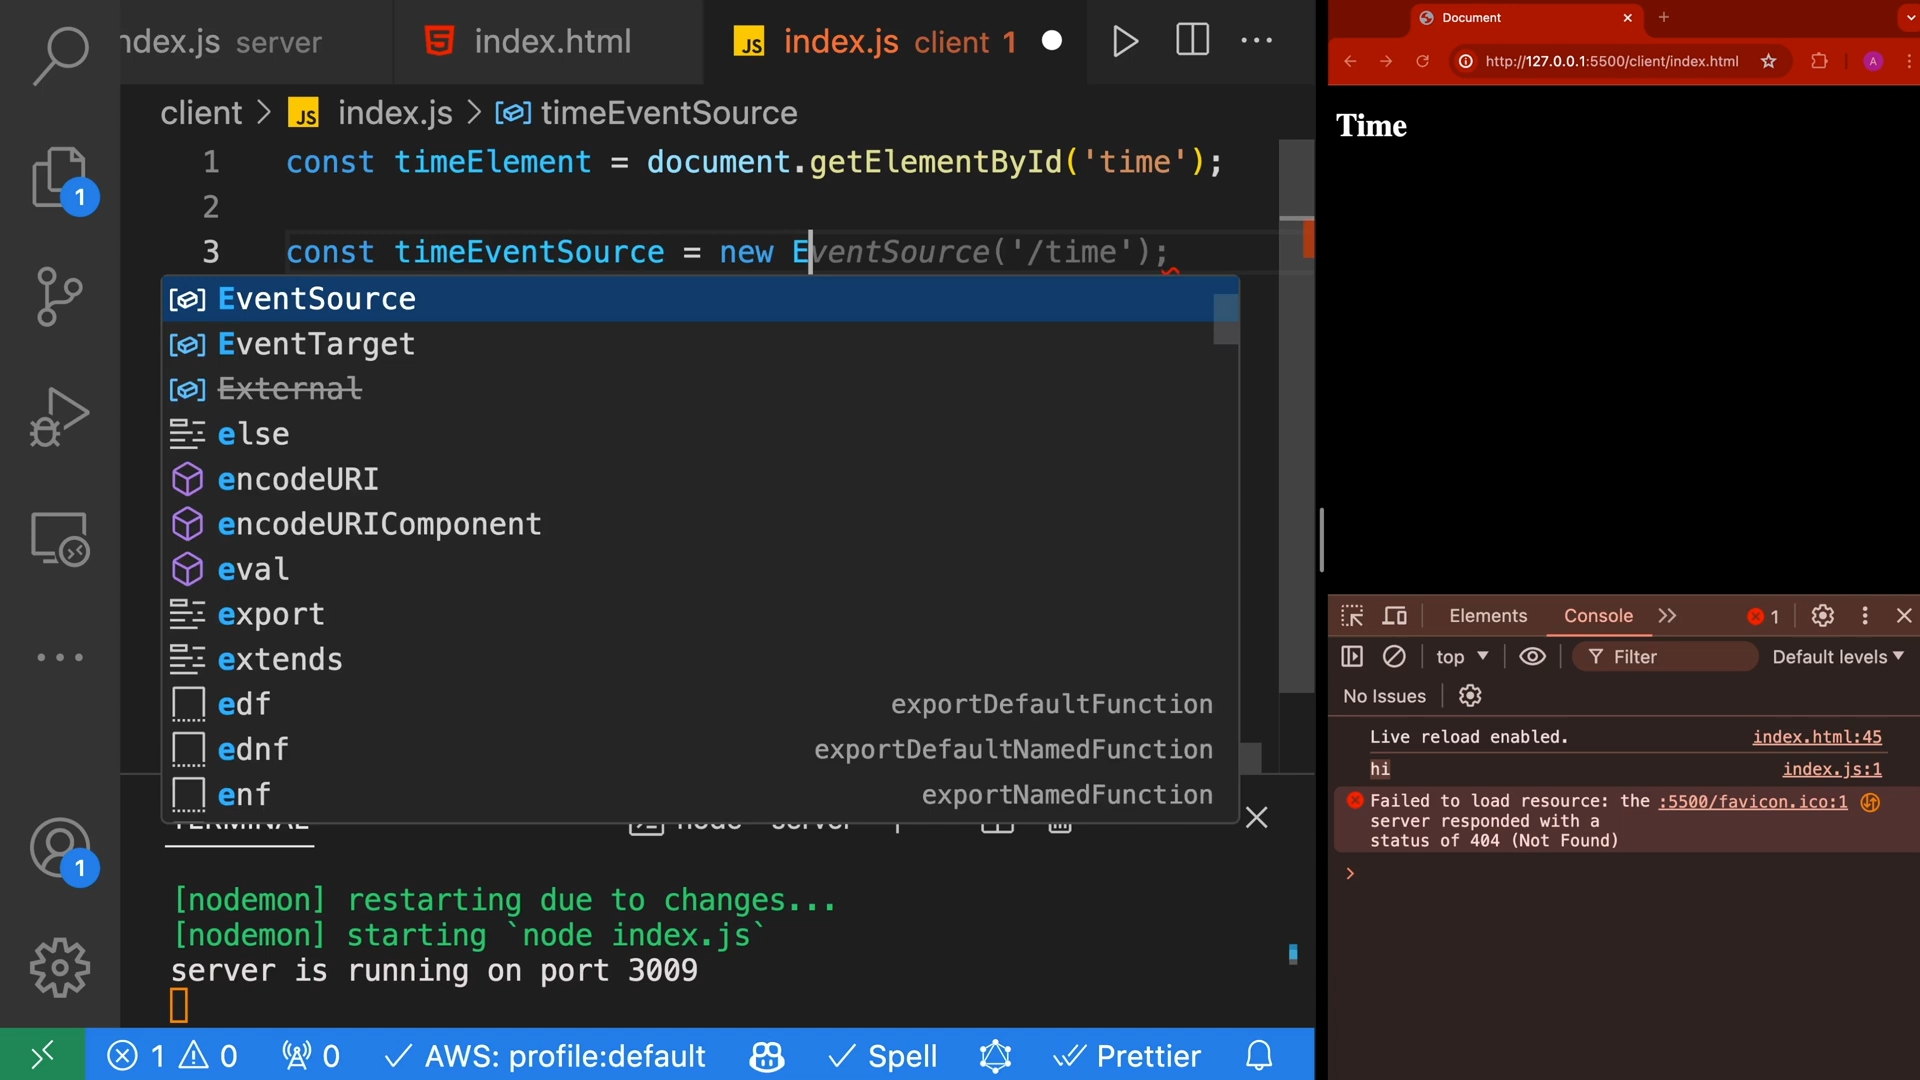 ndex.js server
index.html
JS index.js client 1
client > JS index.js > timeEventSource
1 const timeElement = document.getElementById('time');
2
3 const timeEventSource = new EventSource('/time');
EventSource
EventTarget
External
else
encodeURI
encodeURIComponent
eval
export
extends
edf exportDefaultFunction
ednf exportDefaultNamedFunction
enf exportNamedFunction
TERMINAL
[nodemon] restarting due to changes...
[nodemon] starting `node index.js`
server is running on port 3009
1
1
1 0 0 AWS: profile:default Spell Prettier
Document
http://127.0.0.1:5500/client/index.html
A
Time
Elements Console 1
top Filter Default levels
No Issues
Live reload enabled. index.html:45
hi index.js:1
Failed to load resource: the :5500/favicon.ico:1
server responded with a
status of 404 (Not Found)